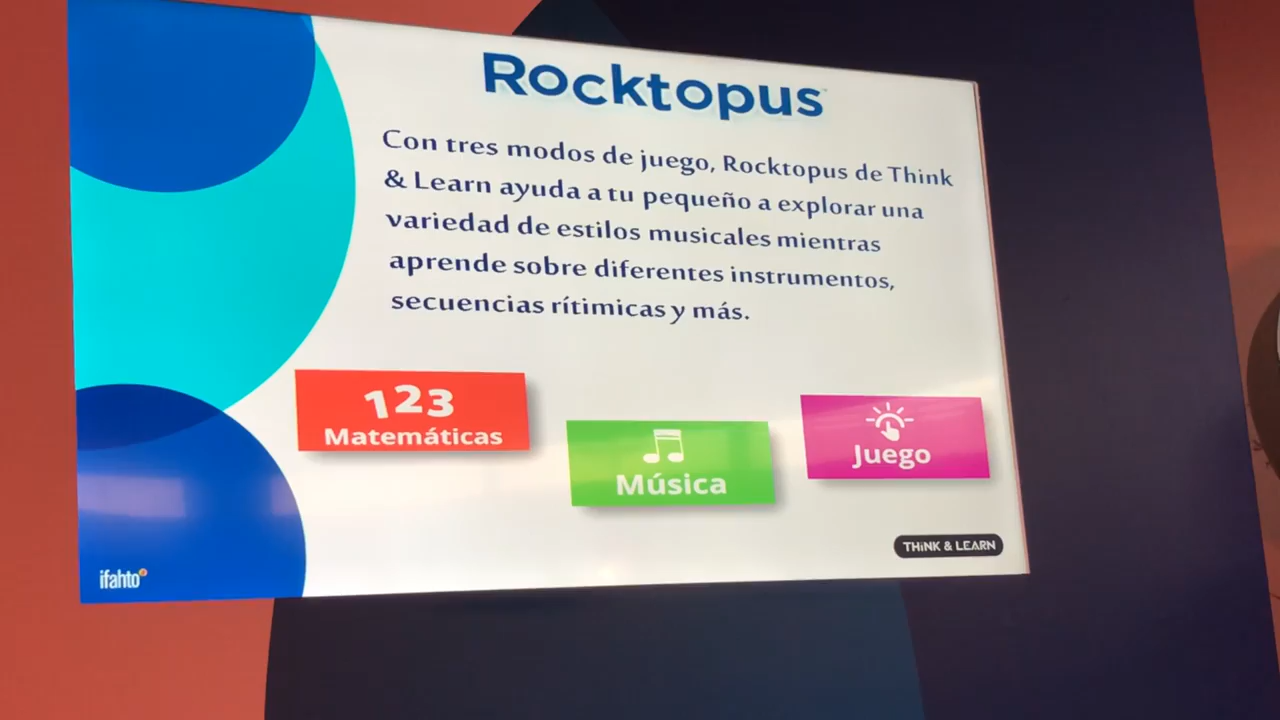 Rocktopus™
Con tres modos de juego, Rocktopus de Think
& Learn ayuda a tu pequeño a explorar una
variedad de estilos musicales mientras
aprende sobre diferentes instrumentos,
secuencias rítimicas y más.
123
Matemáticas
Música
Juego
THiNK & LEARN
ifahto